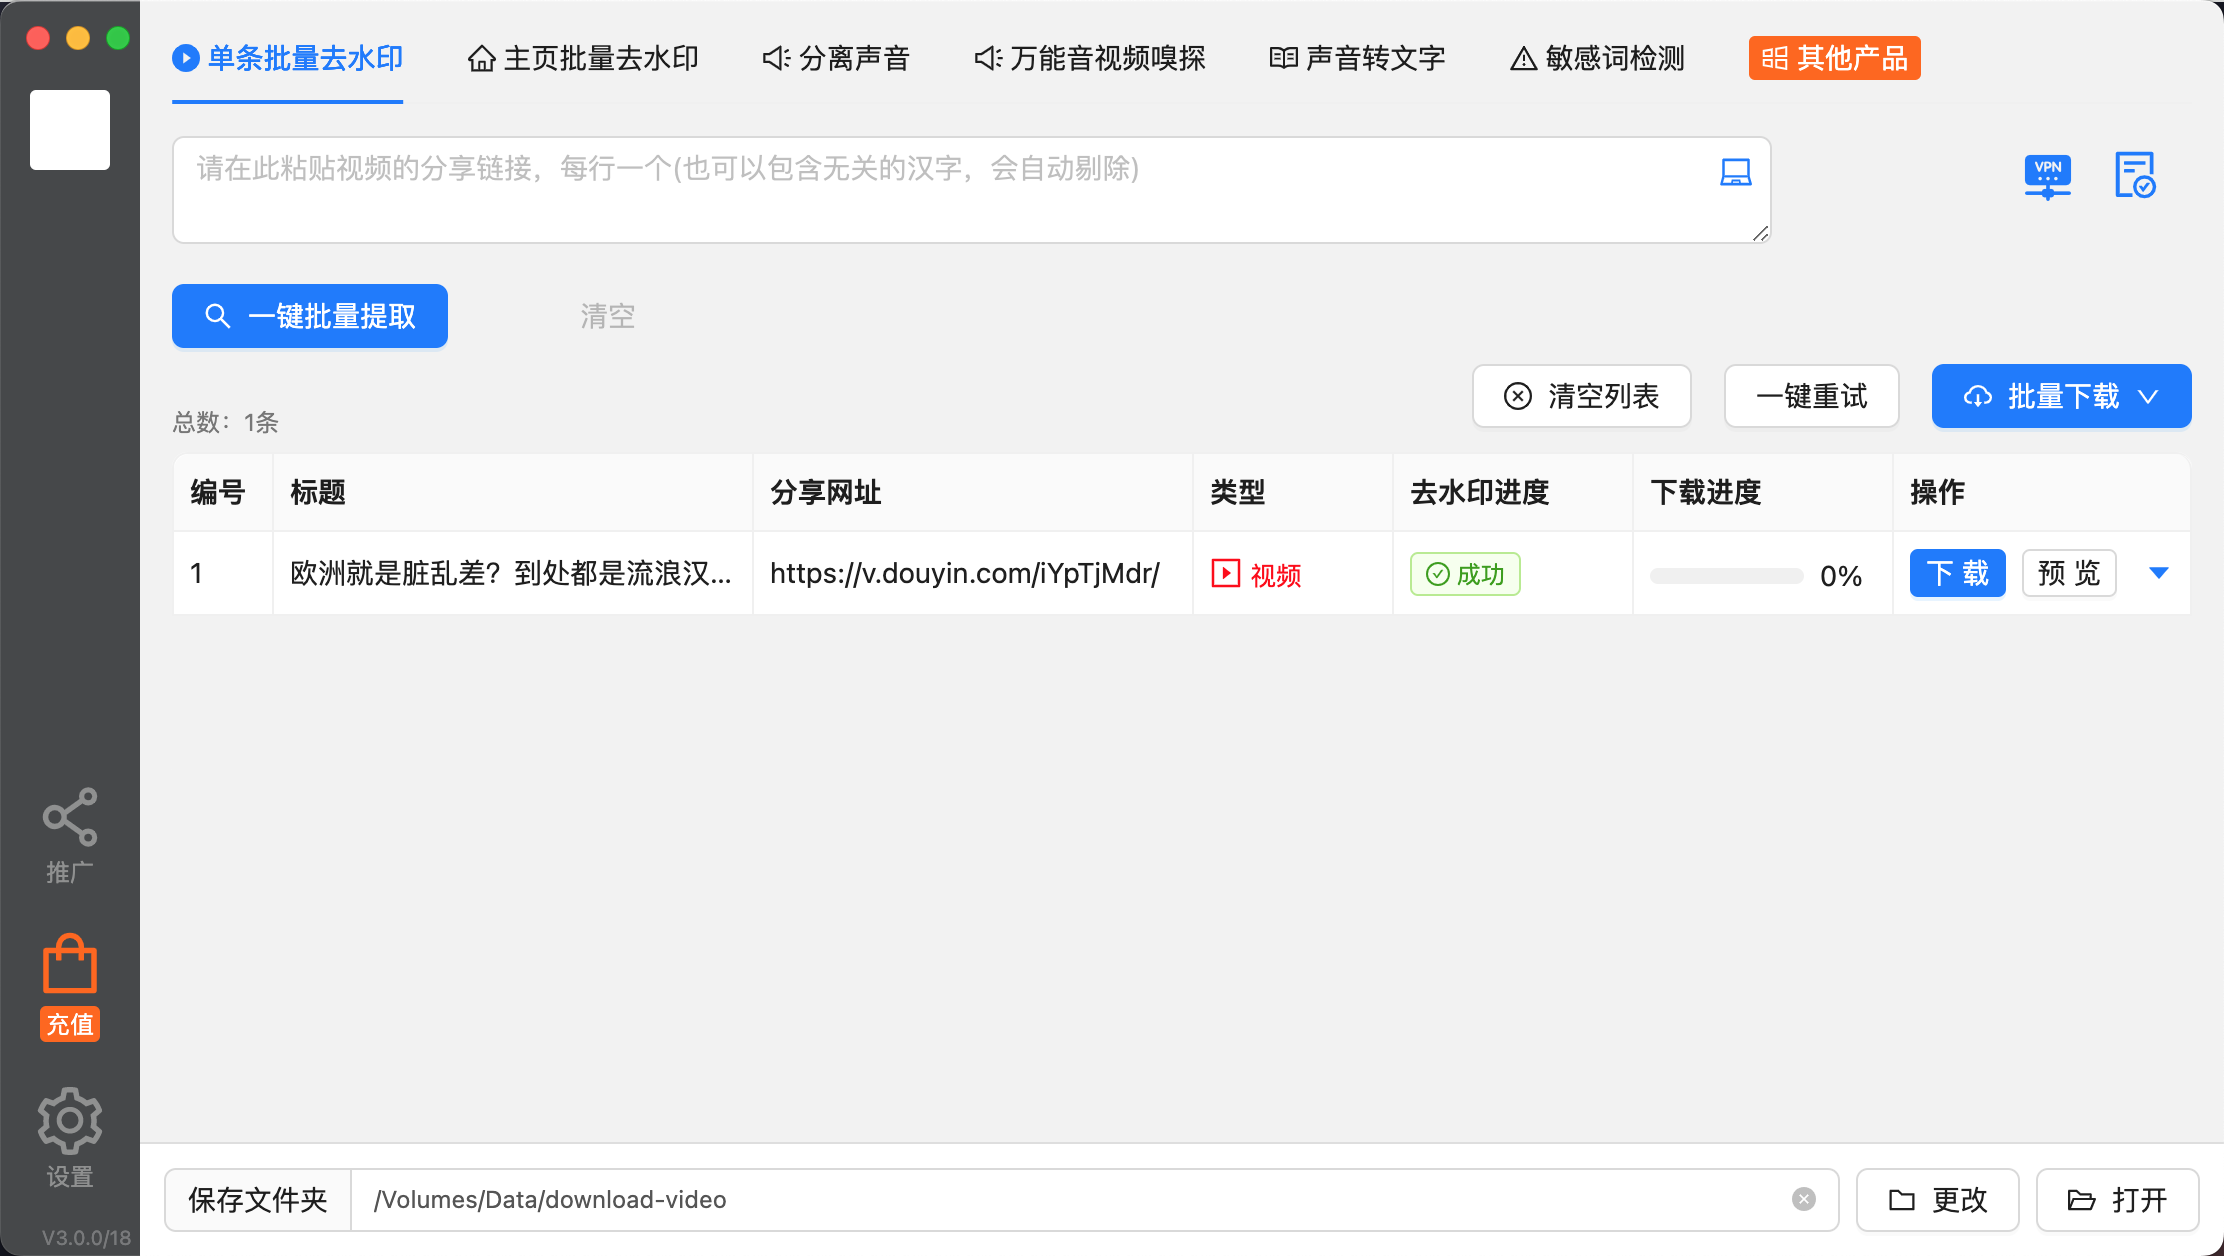 单条批量去水印 主页批量去水印 分离声音 万能音视频嗅探 声音转文字 敏感词检测 其他产品
请在此粘贴视频的分享链接，每行一个(也可以包含无关的汉字，会自动剔除)
VPN
一键批量提取 清空
清空列表 一键重试 批量下载
总数：1条
编号 标题 分享网址 类型 去水印进度 下载进度 操作
1 欧洲就是脏乱差？到处都是流浪汉... https://v.douyin.com/iYpTjMdr/ 视频 成功 0% 下载 预览
推广
充值
设置
V3.0.0/18
保存文件夹 /Volumes/Data/download-video 更改 打开